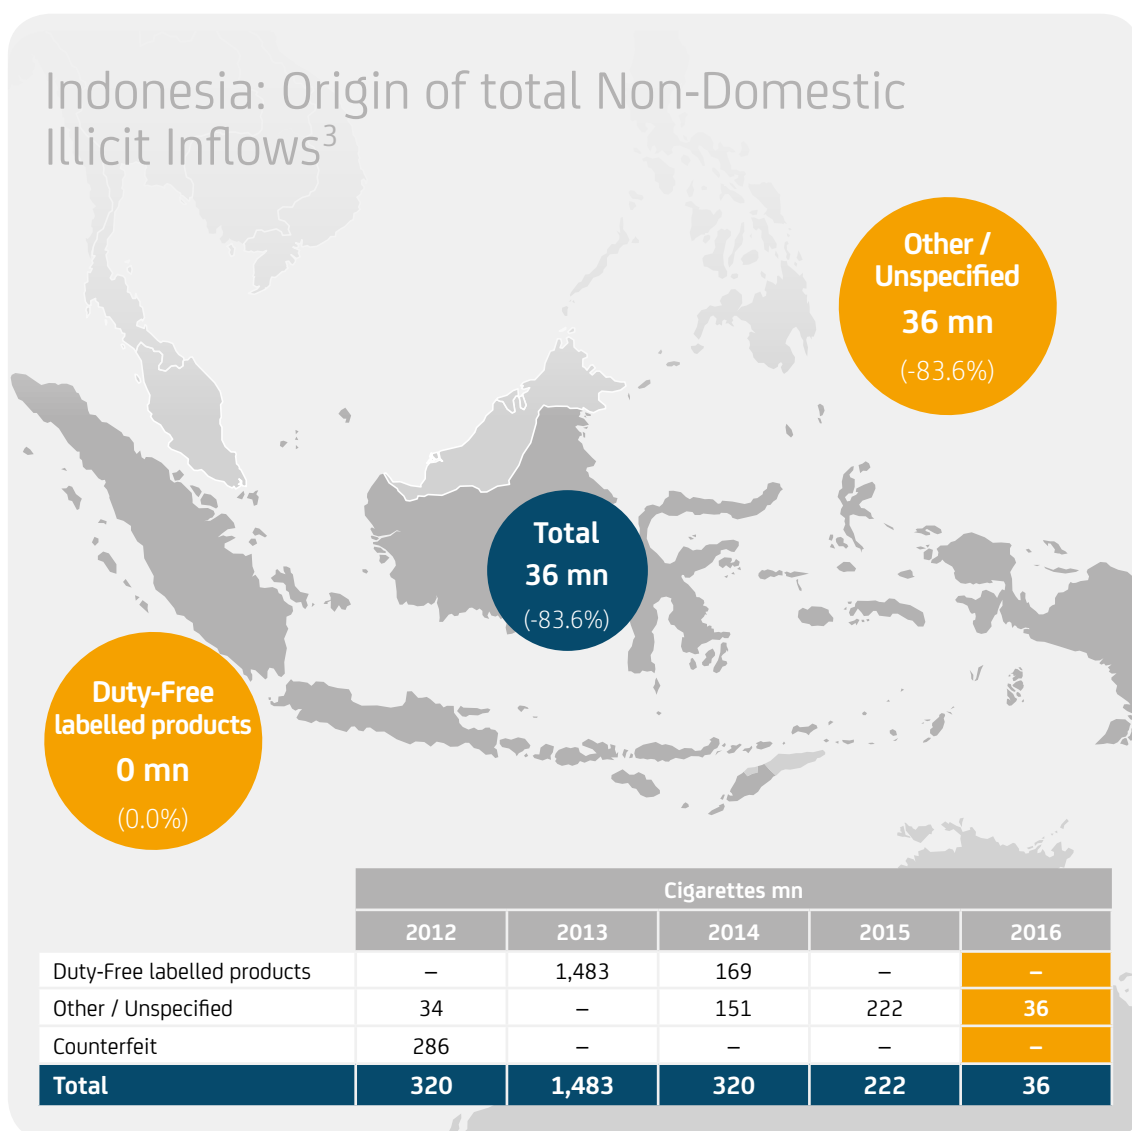 Indonesia: Origin of total Non-Domestic
Illicit Inflows³
Other /
Unspecified
36 mn
(-83.6%)
Total
36 mn
(-83.6%)
Duty-Free
labelled products
0 mn
(0.0%)
Cigarettes mn
2012 2013 2014 2015 2016
Duty-Free labelled products – 1,483 169 – –
Other / Unspecified 34 – 151 222 36
Counterfeit 286 – – – –
Total 320 1,483 320 222 36